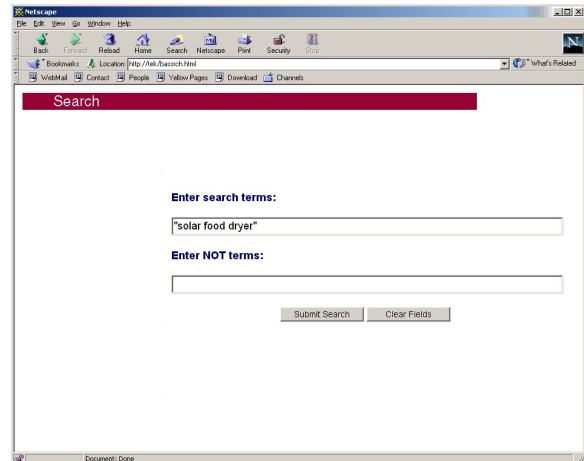 Netscape
File Edit View Go Window Help
Back Forward Reload Home Search Netscape Print Security Stop
Bookmarks Location: http://tek/bassrch.html What's Related
WebMail Contact People Yellow Pages Download Channels
Search
Enter search terms:
"solar food dryer"
Enter NOT terms:
Submit Search Clear Fields
Document: Done